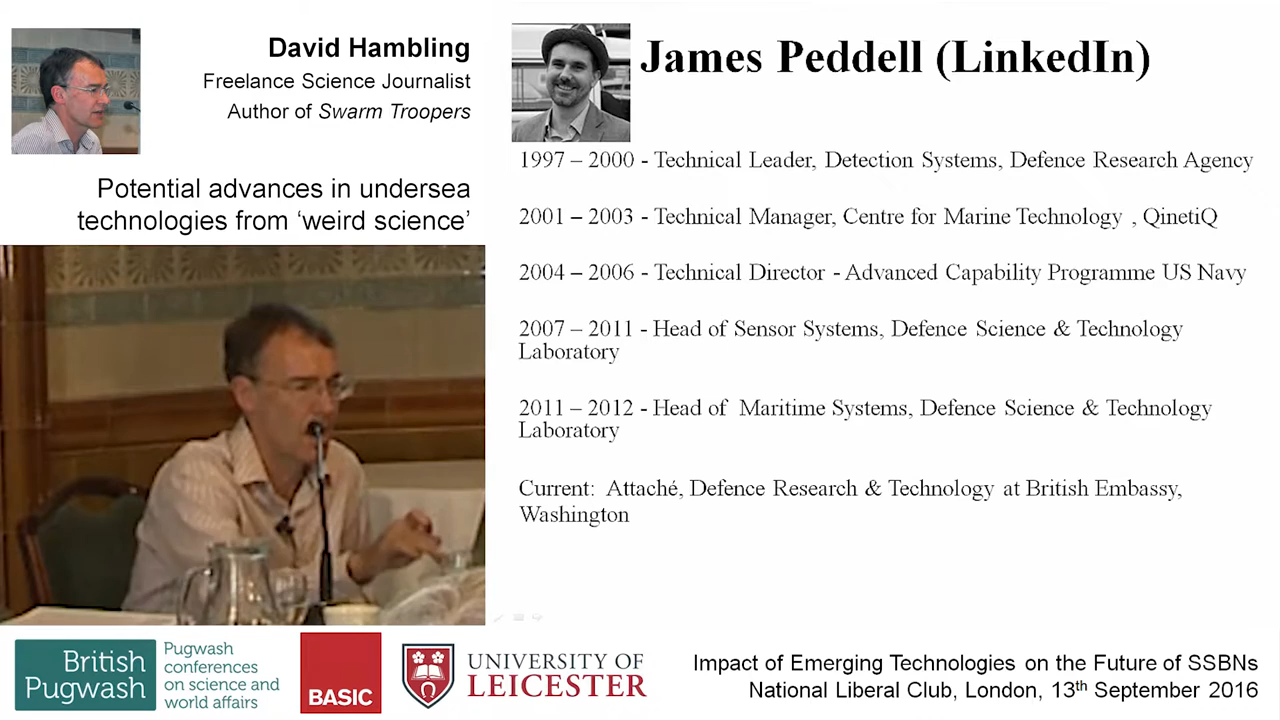 David Hambling
Freelance Science Journalist
Author of Swarm Troopers
Potential advances in undersea
technologies from ‘weird science’
James Peddell (LinkedIn)
1997 – 2000 - Technical Leader, Detection Systems, Defence Research Agency
2001 – 2003 - Technical Manager, Centre for Marine Technology , QinetiQ
2004 – 2006 - Technical Director - Advanced Capability Programme US Navy
2007 – 2011 - Head of Sensor Systems, Defence Science & Technology
Laboratory
2011 – 2012 - Head of Maritime Systems, Defence Science & Technology
Laboratory
Current: Attaché, Defence Research & Technology at British Embassy,
Washington
British
Pugwash
Pugwash
conferences
on science and
world affairs
BASIC
UNIVERSITY OF
LEICESTER
Impact of Emerging Technologies on the Future of SSBNs
National Liberal Club, London, 13th September 2016